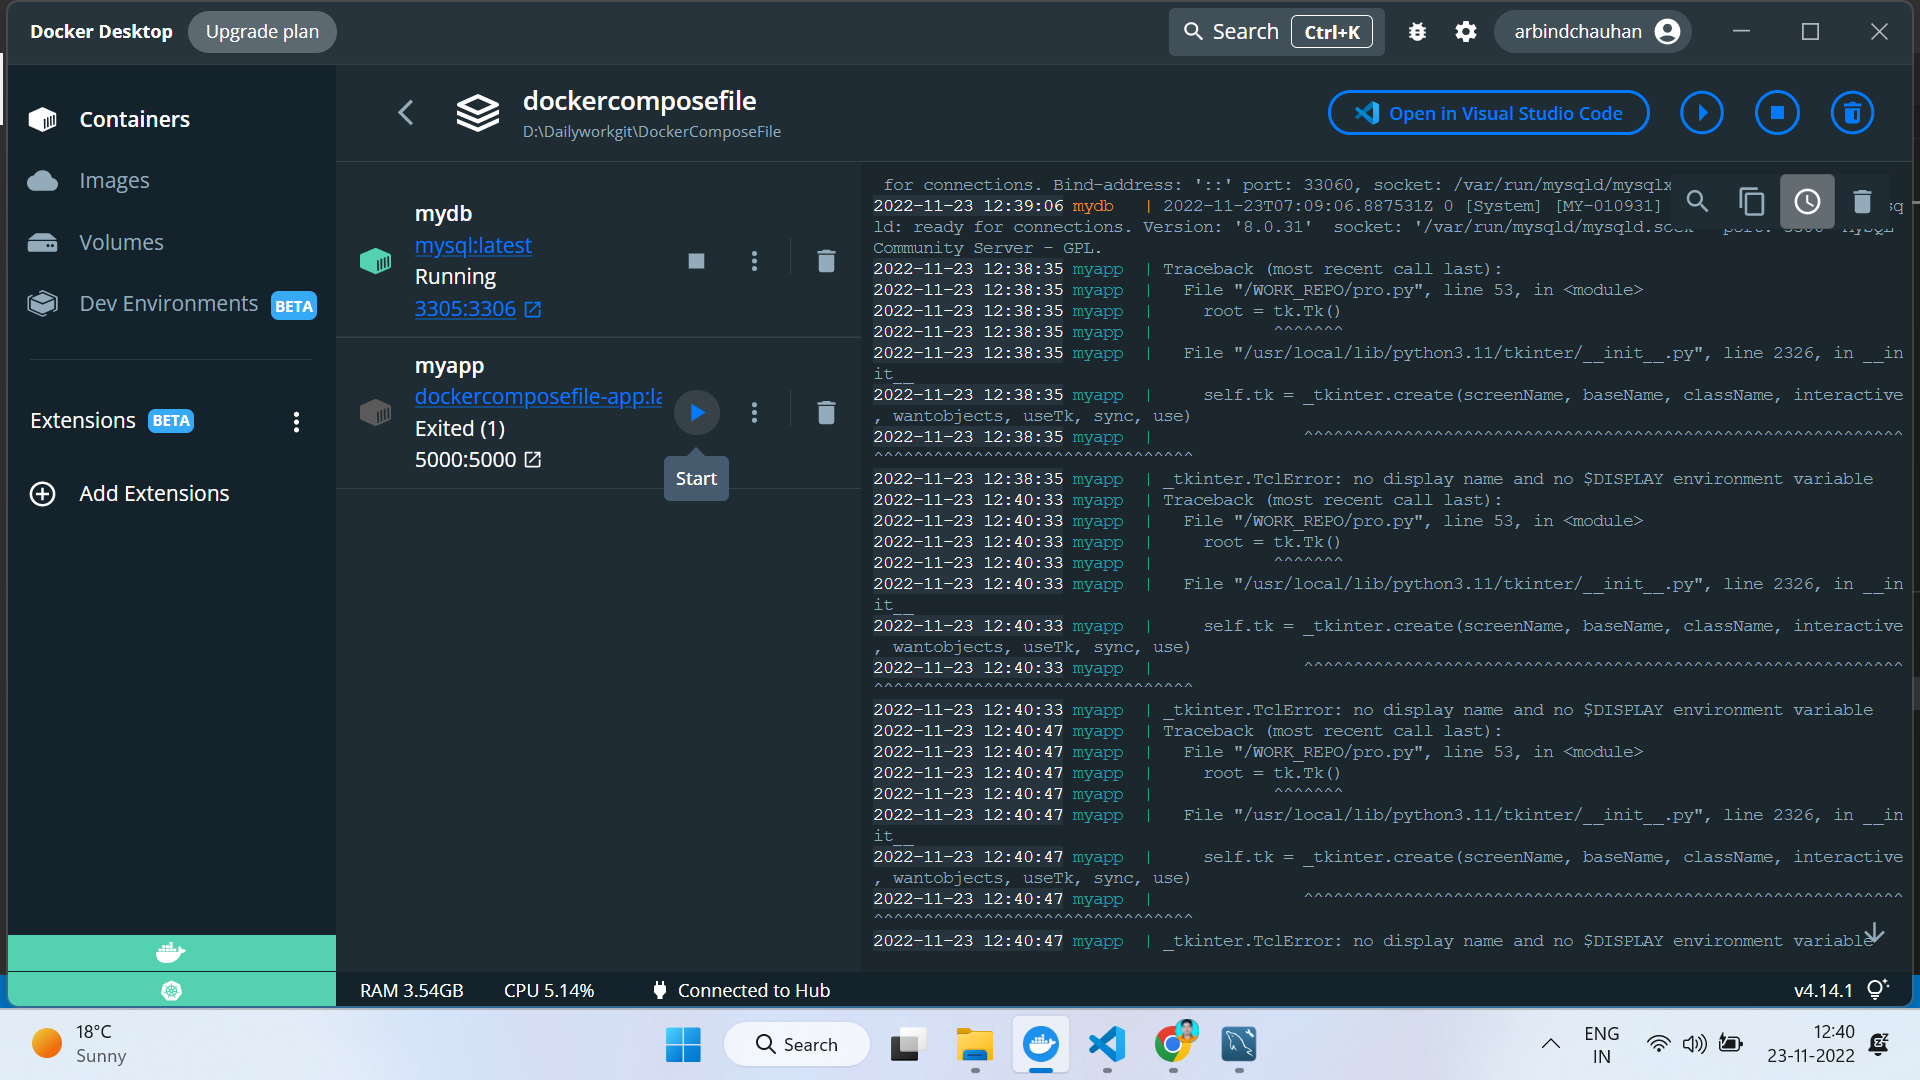 Docker Desktop
Upgrade plan
Search Ctrl+K
arbindchauhan
Containers
Images
Volumes
Dev Environments BETA
Extensions BETA
Add Extensions
dockercomposefile
D:\Dailyworkgit\DockerComposeFile
Open in Visual Studio Code
mydb
mysql:latest
Running
3305:3306
myapp
dockercomposefile-app:la
Exited (1)
5000:5000
Start
for connections. Bind-address: '::' port: 33060, socket: /var/run/mysqld/mysqlx
2022-11-23 12:39:06 mydb | 2022-11-23T07:09:06.887531Z 0 [System] [MY-010931]
ld: ready for connections. Version: '8.0.31' socket: '/var/run/mysqld/mysqld.sock'
Community Server - GPL.
2022-11-23 12:38:35 myapp | Traceback (most recent call last):
2022-11-23 12:38:35 myapp | File "/WORK_REPO/pro.py", line 53, in <module>
2022-11-23 12:38:35 myapp | root = tk.Tk()
2022-11-23 12:38:35 myapp | ^^^^^^^
2022-11-23 12:38:35 myapp | File "/usr/local/lib/python3.11/tkinter/__init__.py", line 2326, in __in
it__
2022-11-23 12:38:35 myapp | self.tk = _tkinter.create(screenName, baseName, className, interactive
, wantobjects, useTk, sync, use)
2022-11-23 12:38:35 myapp | ^^^^^^^^^^^^^^^^^^^^^^^^^^^^^^^^^^^^^^^^^^^^^^^^^^^^^^^^^^^^
^^^^^^^^^^^^^^^^^^^^^^^^^^^^^^^^
2022-11-23 12:38:35 myapp | _tkinter.TclError: no display name and no $DISPLAY environment variable
2022-11-23 12:40:33 myapp | Traceback (most recent call last):
2022-11-23 12:40:33 myapp | File "/WORK_REPO/pro.py", line 53, in <module>
2022-11-23 12:40:33 myapp | root = tk.Tk()
2022-11-23 12:40:33 myapp | ^^^^^^^
2022-11-23 12:40:33 myapp | File "/usr/local/lib/python3.11/tkinter/__init__.py", line 2326, in __in
it__
2022-11-23 12:40:33 myapp | self.tk = _tkinter.create(screenName, baseName, className, interactive
, wantobjects, useTk, sync, use)
2022-11-23 12:40:33 myapp | ^^^^^^^^^^^^^^^^^^^^^^^^^^^^^^^^^^^^^^^^^^^^^^^^^^^^^^^^^^^^
^^^^^^^^^^^^^^^^^^^^^^^^^^^^^^^^
2022-11-23 12:40:33 myapp | _tkinter.TclError: no display name and no $DISPLAY environment variable
2022-11-23 12:40:47 myapp | Traceback (most recent call last):
2022-11-23 12:40:47 myapp | File "/WORK_REPO/pro.py", line 53, in <module>
2022-11-23 12:40:47 myapp | root = tk.Tk()
2022-11-23 12:40:47 myapp | ^^^^^^^
2022-11-23 12:40:47 myapp | File "/usr/local/lib/python3.11/tkinter/__init__.py", line 2326, in __in
it__
2022-11-23 12:40:47 myapp | self.tk = _tkinter.create(screenName, baseName, className, interactive
, wantobjects, useTk, sync, use)
2022-11-23 12:40:47 myapp | ^^^^^^^^^^^^^^^^^^^^^^^^^^^^^^^^^^^^^^^^^^^^^^^^^^^^^^^^^^^^
^^^^^^^^^^^^^^^^^^^^^^^^^^^^^^^^
2022-11-23 12:40:47 myapp | _tkinter.TclError: no display name and no $DISPLAY environment variable
RAM 3.54GB CPU 5.14% Connected to Hub v4.14.1
18°C
Sunny
Search
ENG
IN
12:40
23-11-2022